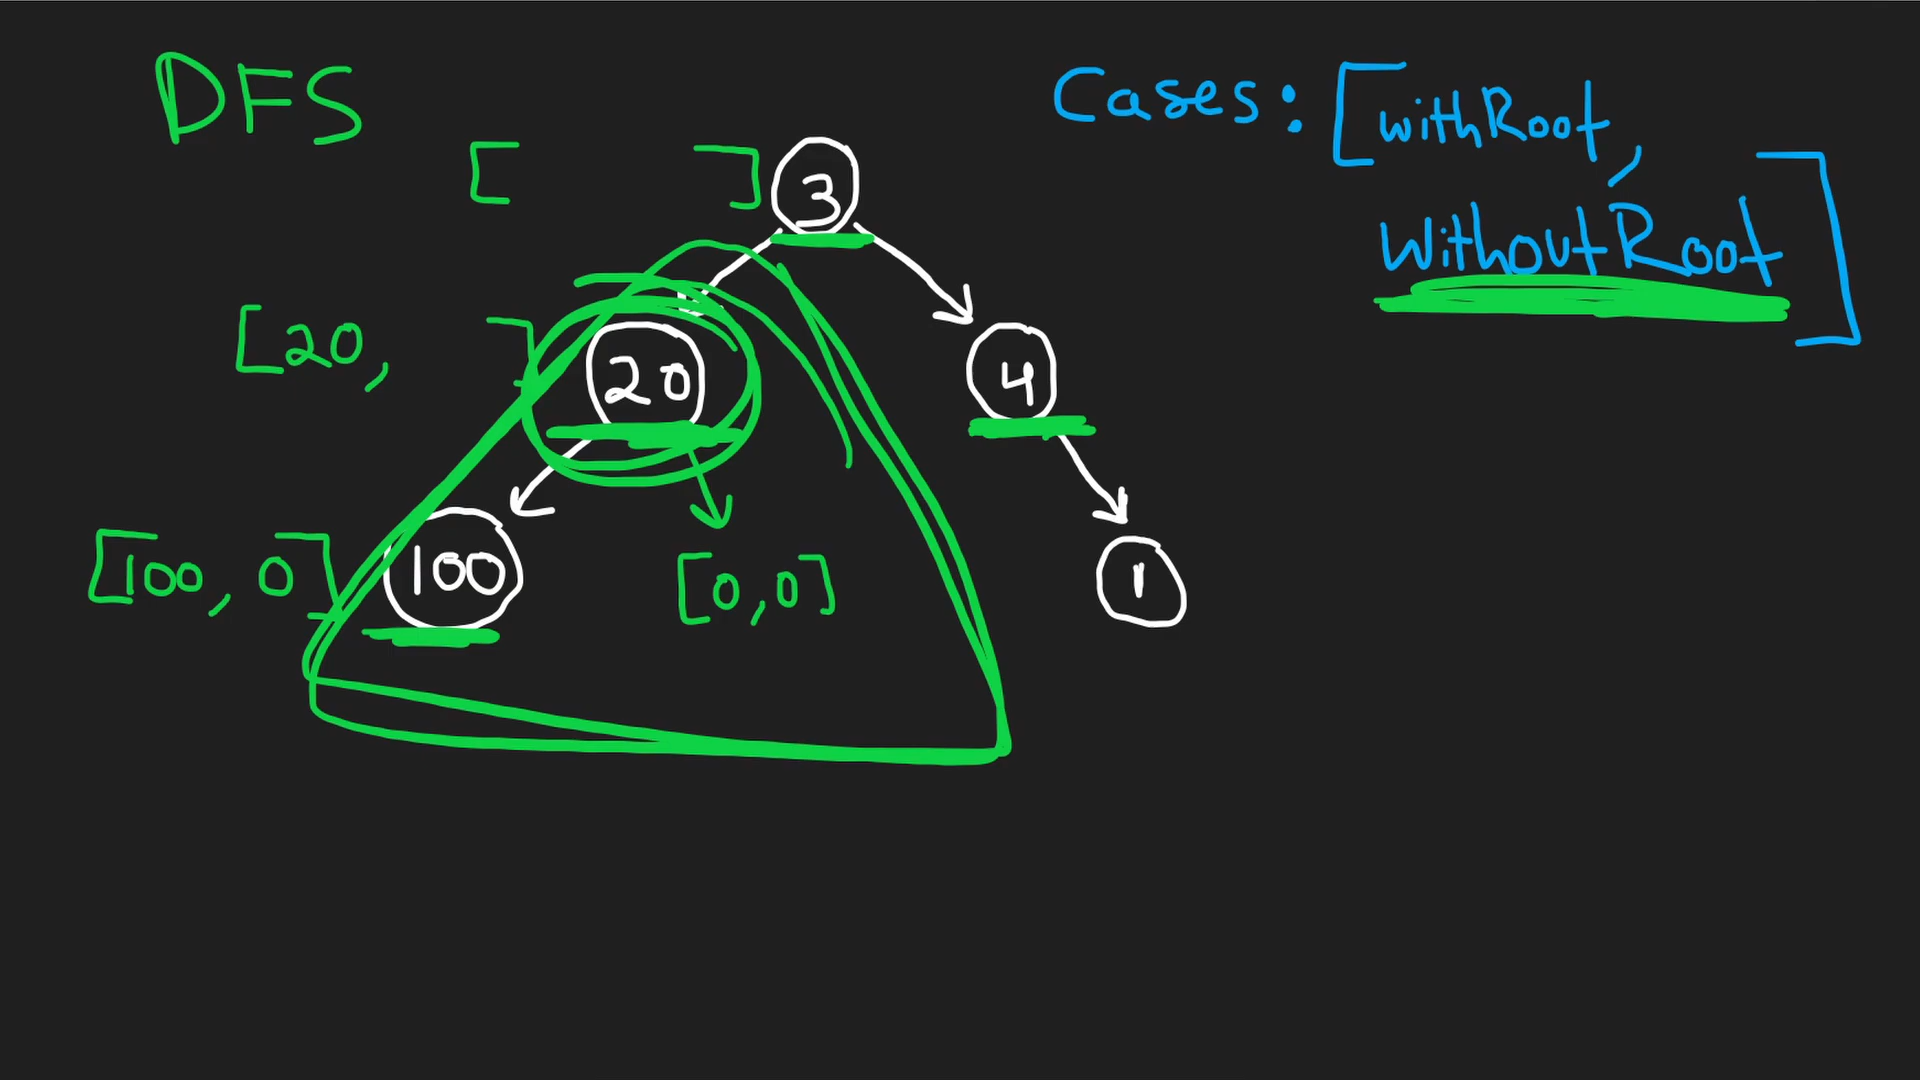 DFS
Cases: [withRoot,
WithoutRoot]
[ ] 3
[20, ] 20
4
[100, 0] 100
[0,0]
1